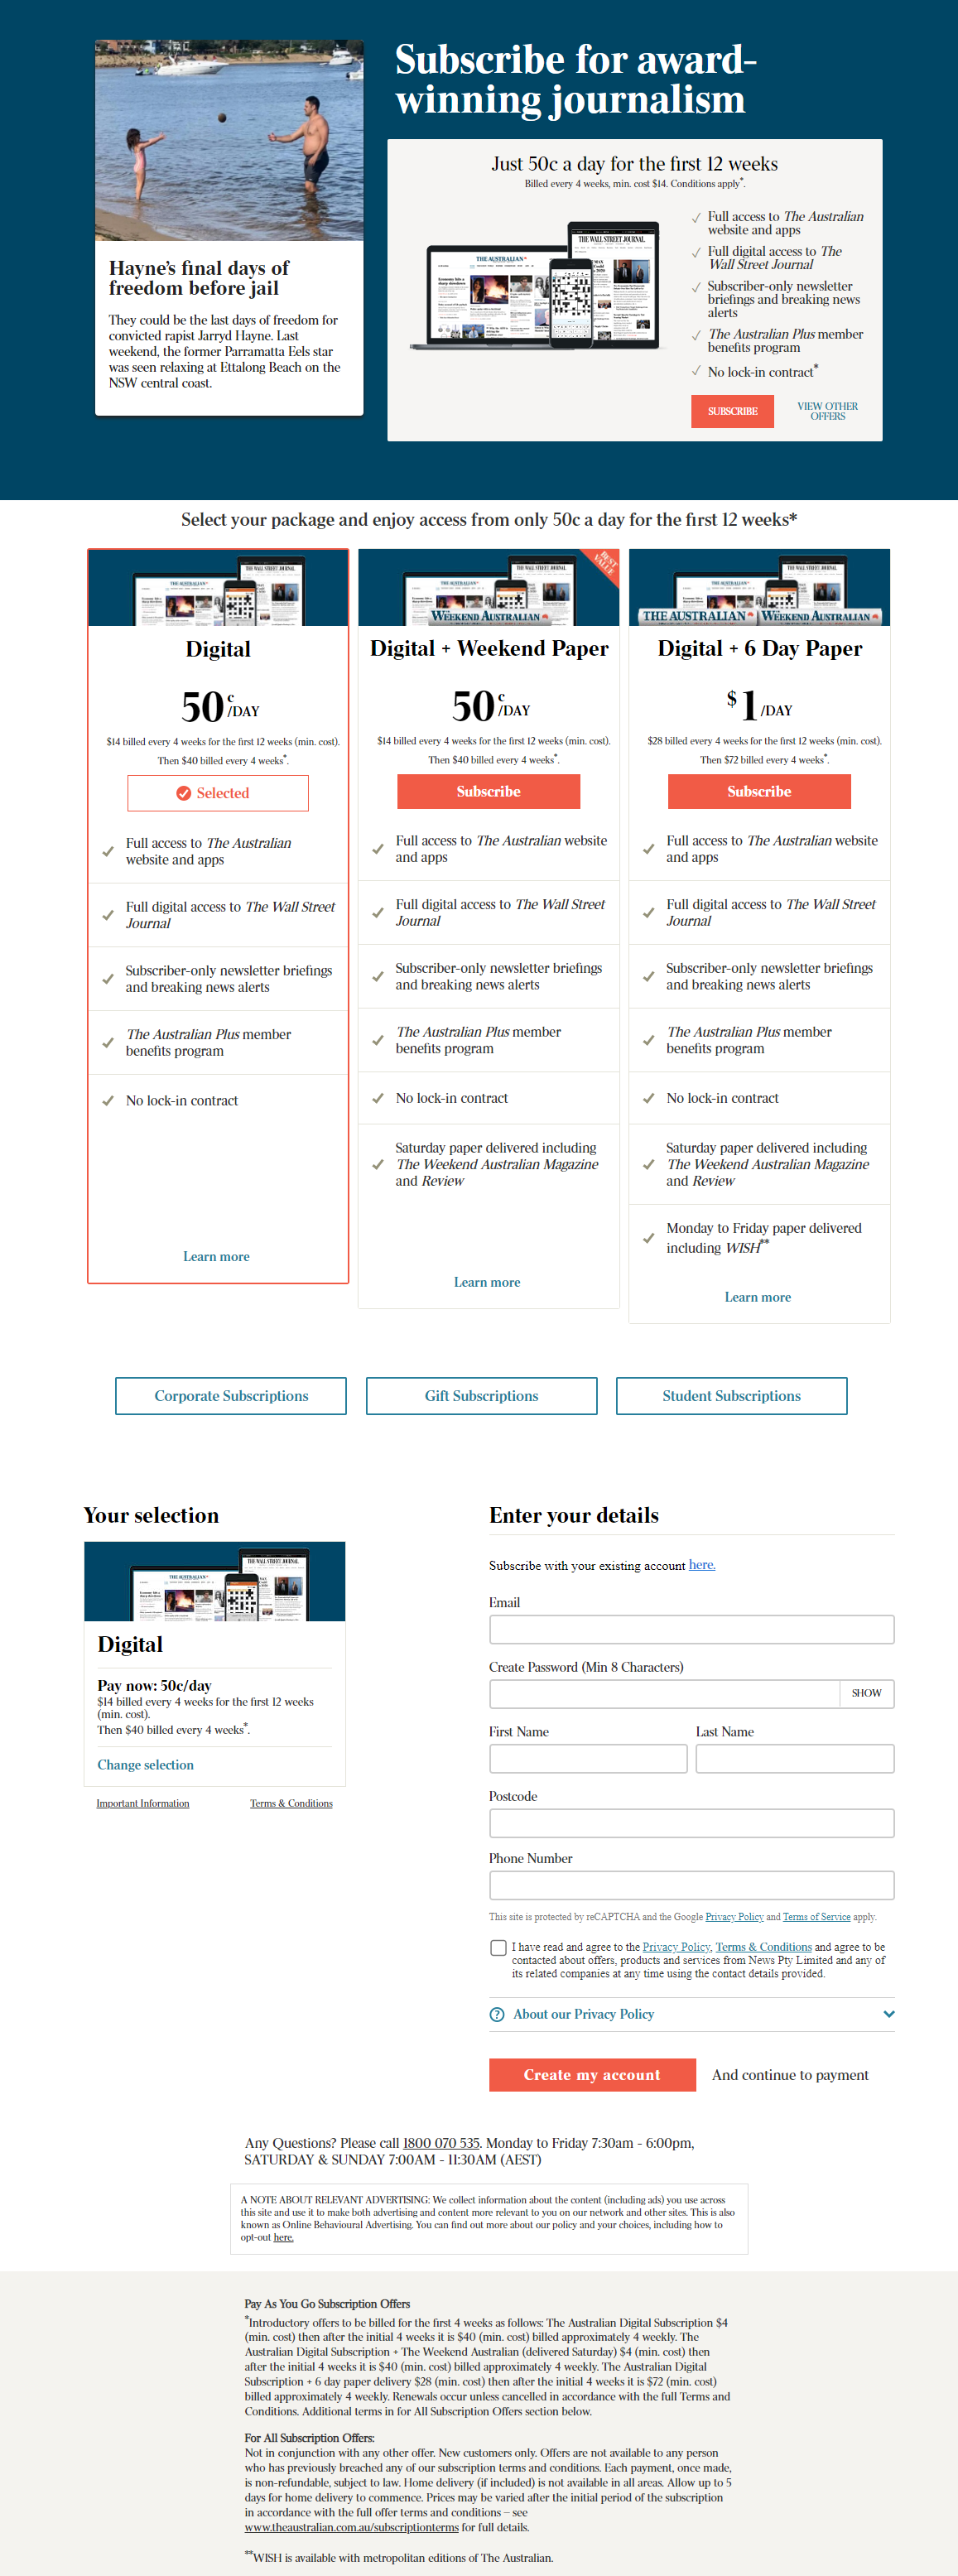 Subscribe for award-
winning journalism
Hayne's final days of
freedom before jail
They could be the last days of freedom for
convicted rapist Jarryd Hayne. Last
weekend, the former Parramatta Eels star
was seen relaxing at Ettalong Beach on the
NSW central coast.
Just 50c a day for the first 12 weeks
Billed every 4 weeks, min. cost $14. Conditions apply*.
THE AUSTRALIAN
THE WALL STREET JOURNAL
Full access to The Australian
website and apps
Full digital access to The
Wall Street Journal
Subscriber-only newsletter
briefings and breaking news
alerts
The Australian Plus member
benefits program
No lock-in contract*
SUBSCRIBE
VIEW OTHER
OFFERS
Select your package and enjoy access from only 50c a day for the first 12 weeks*
THE AUSTRALIAN
THE WALL STREET JOURNAL
Digital
50c/DAY
$14 billed every 4 weeks for the first 12 weeks (min. cost).
Then $40 billed every 4 weeks*.
Selected
Full access to The Australian
website and apps
Full digital access to The Wall Street
Journal
Subscriber-only newsletter briefings
and breaking news alerts
The Australian Plus member
benefits program
No lock-in contract
Learn more
BEST
VALUE
THE AUSTRALIAN
THE WALL STREET JOURNAL
WEEKEND AUSTRALIAN
Digital + Weekend Paper
50c/DAY
$14 billed every 4 weeks for the first 12 weeks (min. cost).
Then $40 billed every 4 weeks*.
Subscribe
Full access to The Australian website
and apps
Full digital access to The Wall Street
Journal
Subscriber-only newsletter briefings
and breaking news alerts
The Australian Plus member
benefits program
No lock-in contract
Saturday paper delivered including
The Weekend Australian Magazine
and Review
Learn more
THE AUSTRALIAN
THE WALL STREET JOURNAL
THE AUSTRALIAN
WEEKEND AUSTRALIAN
Digital + 6 Day Paper
$1/DAY
$28 billed every 4 weeks for the first 12 weeks (min. cost).
Then $72 billed every 4 weeks*.
Subscribe
Full access to The Australian website
and apps
Full digital access to The Wall Street
Journal
Subscriber-only newsletter briefings
and breaking news alerts
The Australian Plus member
benefits program
No lock-in contract
Saturday paper delivered including
The Weekend Australian Magazine
and Review
Monday to Friday paper delivered
including WISH**
Learn more
Corporate Subscriptions
Gift Subscriptions
Student Subscriptions
Your selection
THE AUSTRALIAN
THE WALL STREET JOURNAL
Digital
Pay now: 50c/day
$14 billed every 4 weeks for the first 12 weeks
(min. cost).
Then $40 billed every 4 weeks*.
Change selection
Important Information
Terms & Conditions
Enter your details
Subscribe with your existing account here.
Email
Create Password (Min 8 Characters)
SHOW
First Name
Last Name
Postcode
Phone Number
This site is protected by reCAPTCHA and the Google Privacy Policy and Terms of Service apply.
I have read and agree to the Privacy Policy, Terms & Conditions and agree to be
contacted about offers, products and services from News Pty Limited and any of
its related companies at any time using the contact details provided.
About our Privacy Policy
Create my account
And continue to payment
Any Questions? Please call 1800 070 535. Monday to Friday 7:30am - 6:00pm,
SATURDAY & SUNDAY 7:00AM - 11:30AM (AEST)
A NOTE ABOUT RELEVANT ADVERTISING: We collect information about the content (including ads) you use across
this site and use it to make both advertising and content more relevant to you on our network and other sites. This is also
known as Online Behavioural Advertising. You can find out more about our policy and your choices, including how to
opt-out here.
Pay As You Go Subscription Offers
*Introductory offers to be billed for the first 4 weeks as follows: The Australian Digital Subscription $4
(min. cost) then after the initial 4 weeks it is $40 (min. cost) billed approximately 4 weekly. The
Australian Digital Subscription + The Weekend Australian (delivered Saturday) $4 (min. cost) then
after the initial 4 weeks it is $40 (min. cost) billed approximately 4 weekly. The Australian Digital
Subscription + 6 day paper delivery $28 (min. cost) then after the initial 4 weeks it is $72 (min. cost)
billed approximately 4 weekly. Renewals occur unless cancelled in accordance with the full Terms and
Conditions. Additional terms in for All Subscription Offers section below.
For All Subscription Offers:
Not in conjunction with any other offer. New customers only. Offers are not available to any person
who has previously breached any of our subscription terms and conditions. Each payment, once made,
is non-refundable, subject to law. Home delivery (if included) is not available in all areas. Allow up to 5
days for home delivery to commence. Prices may be varied after the initial period of the subscription
in accordance with the full offer terms and conditions – see
www.theaustralian.com.au/subscriptionterms for full details.
**WISH is available with metropolitan editions of The Australian.